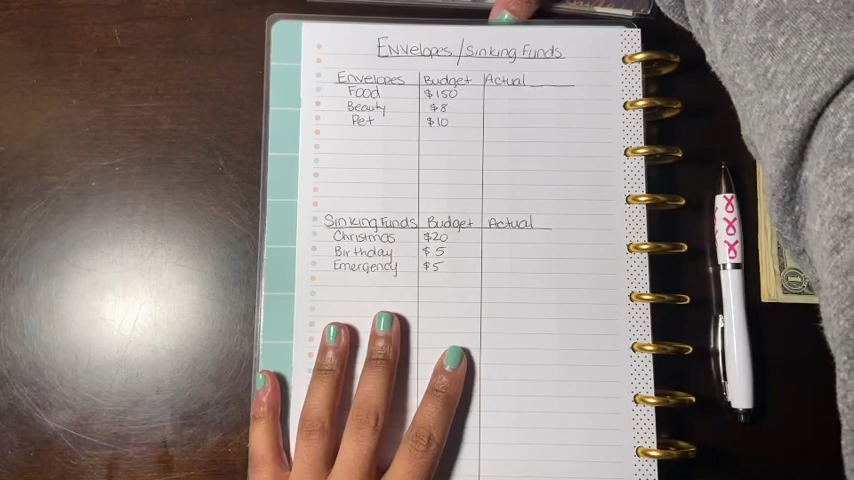 Envelopes/Sinking Funds
Envelopes Budget Actual
Food $150
Beauty $8
Pet $10
Sinking Funds Budget Actual
Christmas $20
Birthday $5
Emergency $5